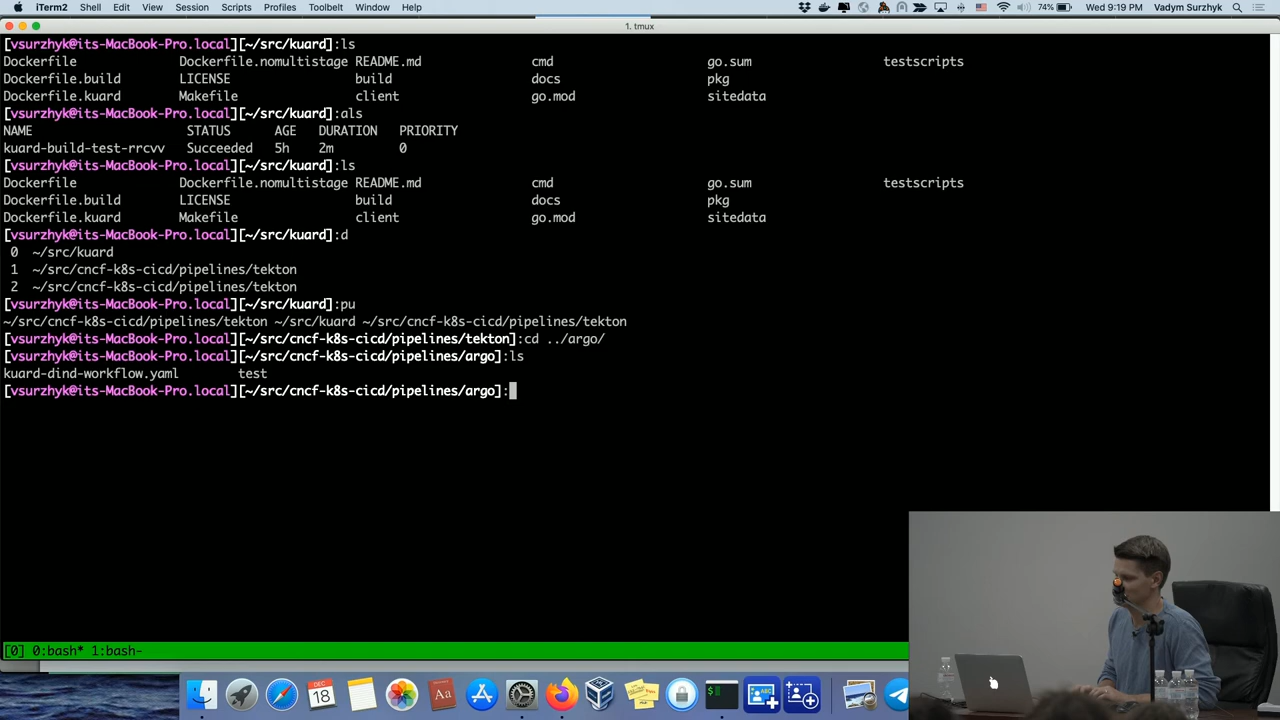 iTerm2 Shell Edit View Session Scripts Profiles Toolbelt Window Help 74% Wed 9:19 PM Vadym Surzhyk
1. tmux
[vsurzhyk@its-MacBook-Pro.local][~/src/kuard]:ls
Dockerfile Dockerfile.nomultistage README.md cmd go.sum testscripts
Dockerfile.build LICENSE build docs pkg
Dockerfile.kuard Makefile client go.mod sitedata
[vsurzhyk@its-MacBook-Pro.local][~/src/kuard]:als
NAME STATUS AGE DURATION PRIORITY
kuard-build-test-rrcvv Succeeded 5h 2m 0
[vsurzhyk@its-MacBook-Pro.local][~/src/kuard]:ls
Dockerfile Dockerfile.nomultistage README.md cmd go.sum testscripts
Dockerfile.build LICENSE build docs pkg
Dockerfile.kuard Makefile client go.mod sitedata
[vsurzhyk@its-MacBook-Pro.local][~/src/kuard]:d
0 ~/src/kuard
1 ~/src/cncf-k8s-cicd/pipelines/tekton
2 ~/src/cncf-k8s-cicd/pipelines/tekton
[vsurzhyk@its-MacBook-Pro.local][~/src/kuard]:pu
~/src/cncf-k8s-cicd/pipelines/tekton ~/src/kuard ~/src/cncf-k8s-cicd/pipelines/tekton
[vsurzhyk@its-MacBook-Pro.local][~/src/cncf-k8s-cicd/pipelines/tekton]:cd ../argo/
[vsurzhyk@its-MacBook-Pro.local][~/src/cncf-k8s-cicd/pipelines/argo]:ls
kuard-dind-workflow.yaml test
[vsurzhyk@its-MacBook-Pro.local][~/src/cncf-k8s-cicd/pipelines/argo]:
[0] 0:bash* 1:bash-
DEC
18
Aa
$
ABC